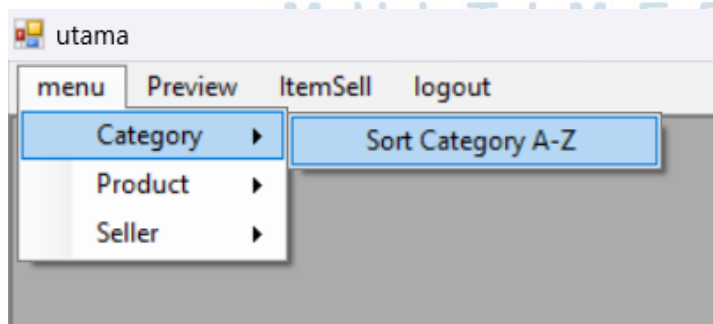 utama
menu Preview ItemSell logout
Category Sort Category A-Z
Product
Seller